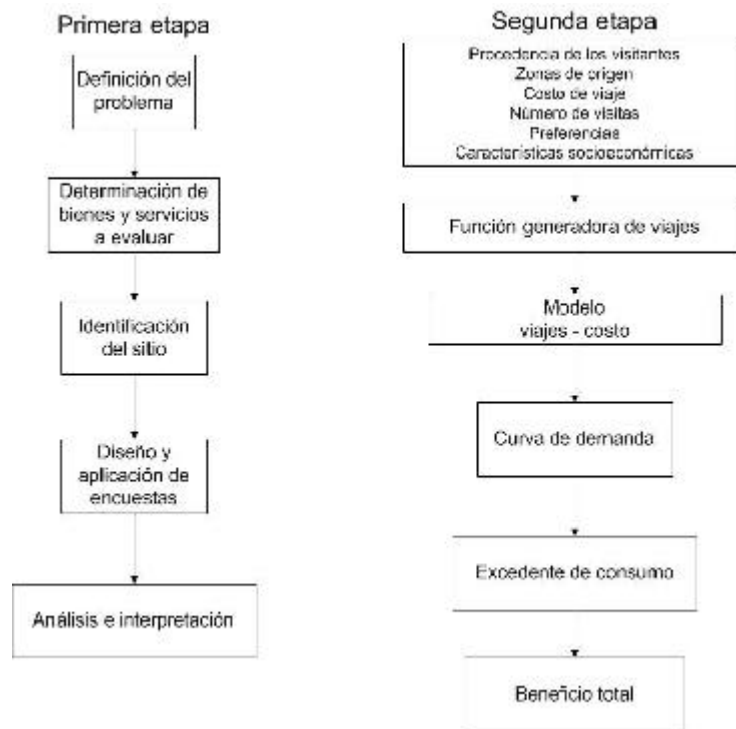 Primera etapa
Definición del
problema
Determinación de
bienes y servicios
a evaluar
Identificación
del sitio
Diseño y
aplicación de
encuestas
Análisis e interpretación
Segunda etapa
Procedencia de los visitantes
Zonas de origen
Costo de viaje
Número de visitas
Preferencias
Características socioeconómicas
Función generadora de viajes
Modelo
viajes - costo
Curva de demanda
Excedente de consumo
Beneficio total